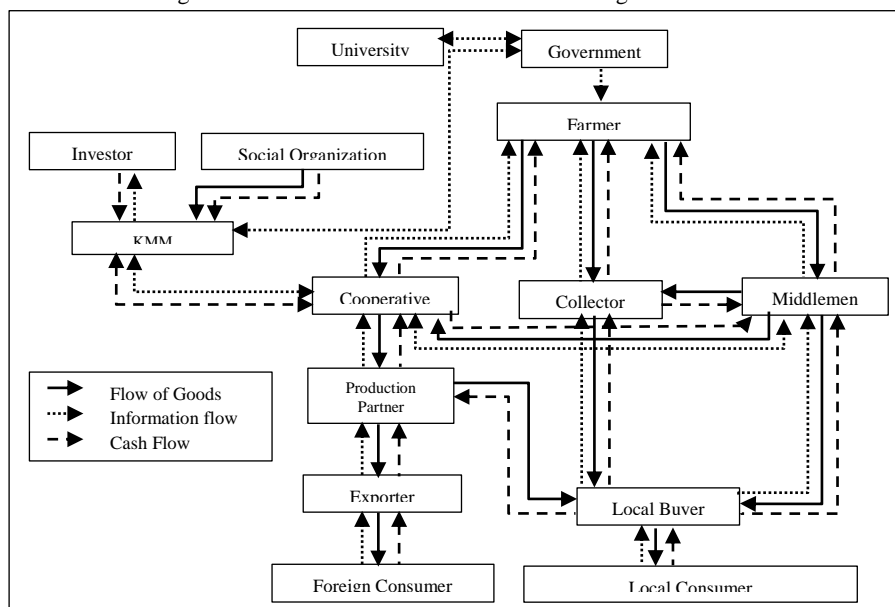 University
Government
Farmer
Investor
Social Organization
KMM
Cooperative
Collector
Middlemen
Flow of Goods
Information flow
Cash Flow
Production
Partner
Exporter
Local Buyer
Foreign Consumer
Local Consumer